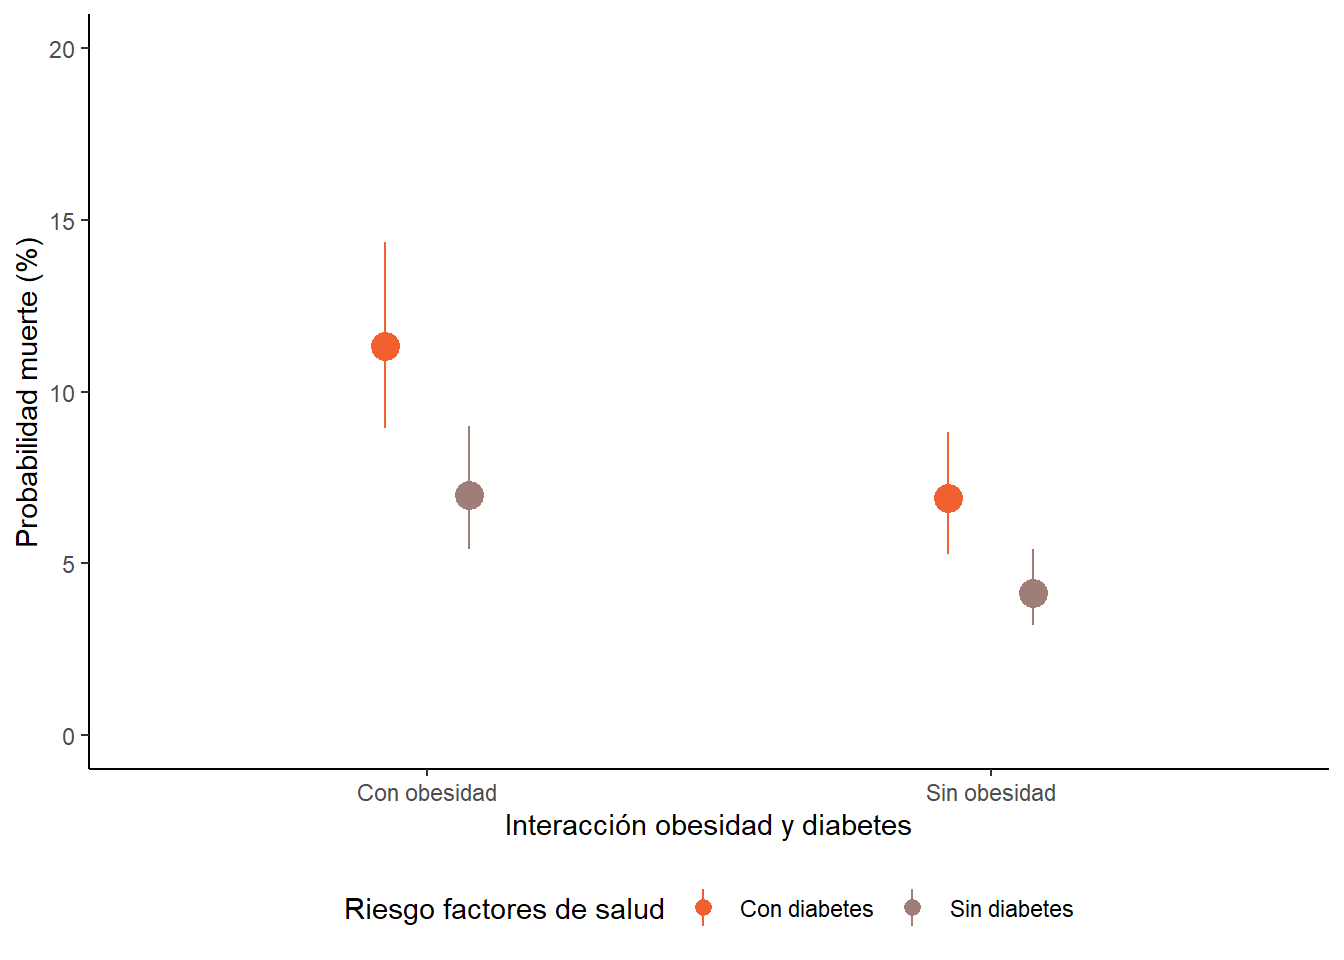 Probabilidad muerte (%)
20
15
10
5
0
Con obesidad
Sin obesidad
Interacción obesidad y diabetes
Riesgo factores de salud
Con diabetes
Sin diabetes